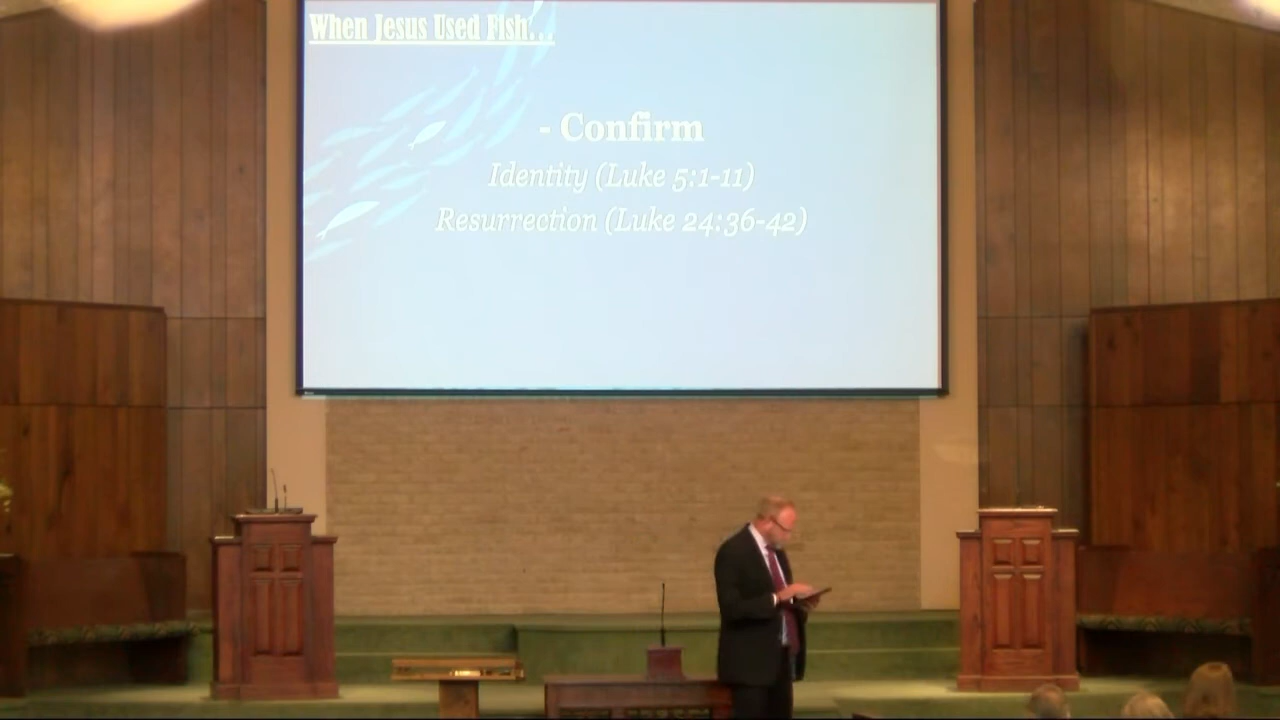 When Jesus Used Fish…
- Confirm
Identity (Luke 5:1-11)
Resurrection (Luke 24:36-42)